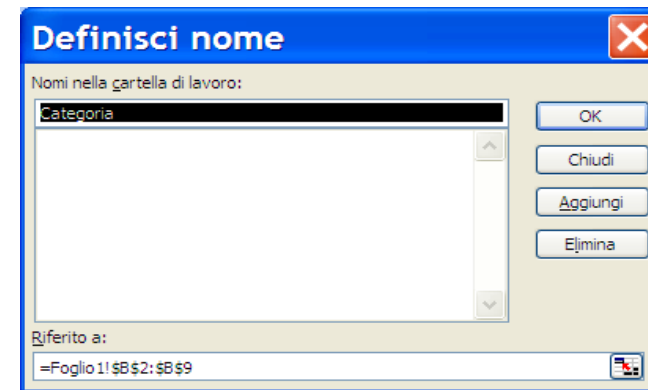 Definisci nome
Nomi nella cartella di lavoro:
Categoria
OK
Chiudi
Aggiungi
Elimina
Riferito a:
=Foglio1!$B$2:$B$9